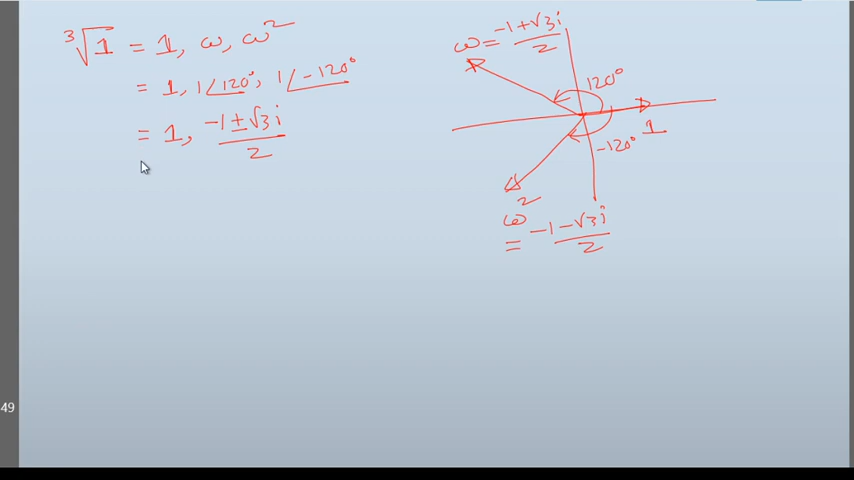 ∛1 = 1, ω, ω²
= 1, 1∠120°, 1∠-120°
= 1, (-1 ± √3i)/2
ω = (-1+√3i)/2
120°
1
-120°
ω²
= (-1-√3i)/2
49